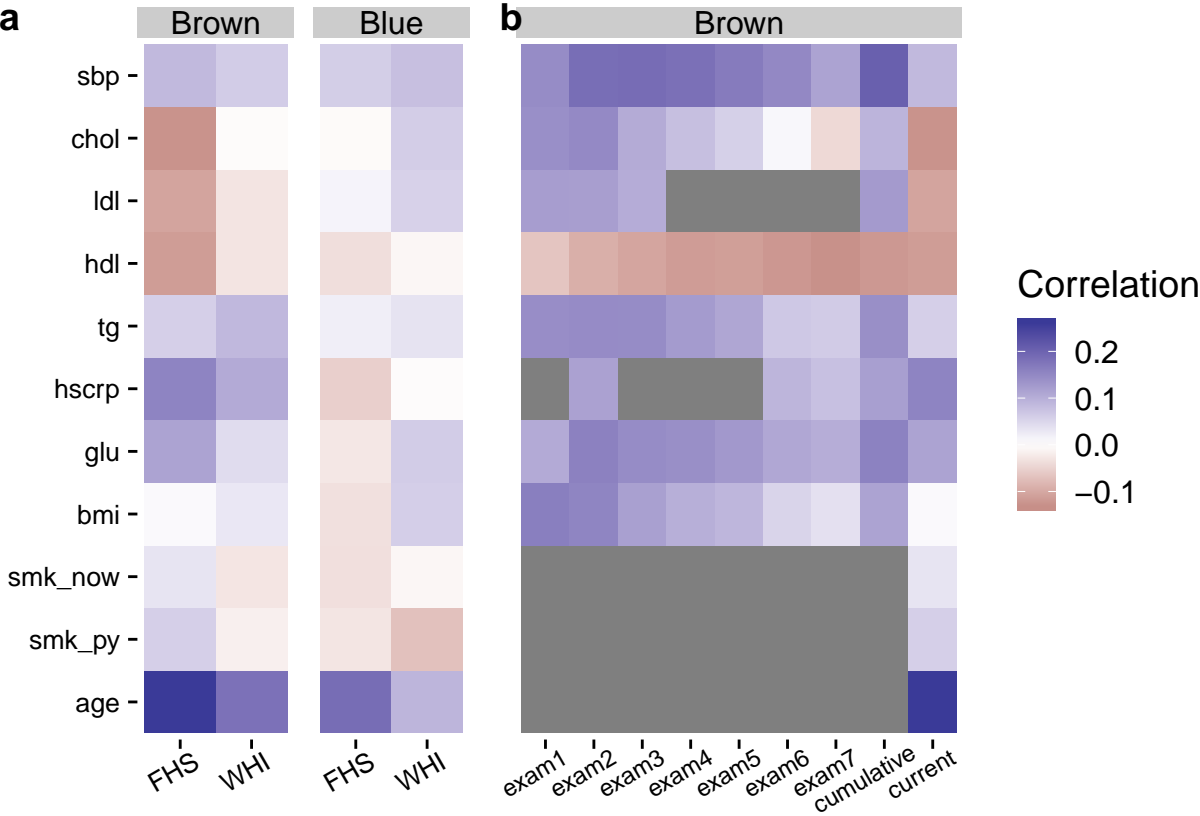 a
Brown
Blue
b
Brown
sbp
chol
ldl
hdl
tg
hscrp
glu
bmi
smk_now
smk_py
age
FHS
WHI
FHS
WHI
exam1
exam2
exam3
exam4
exam5
exam6
exam7
cumulative
current
Correlation
0.2
0.1
0.0
−0.1